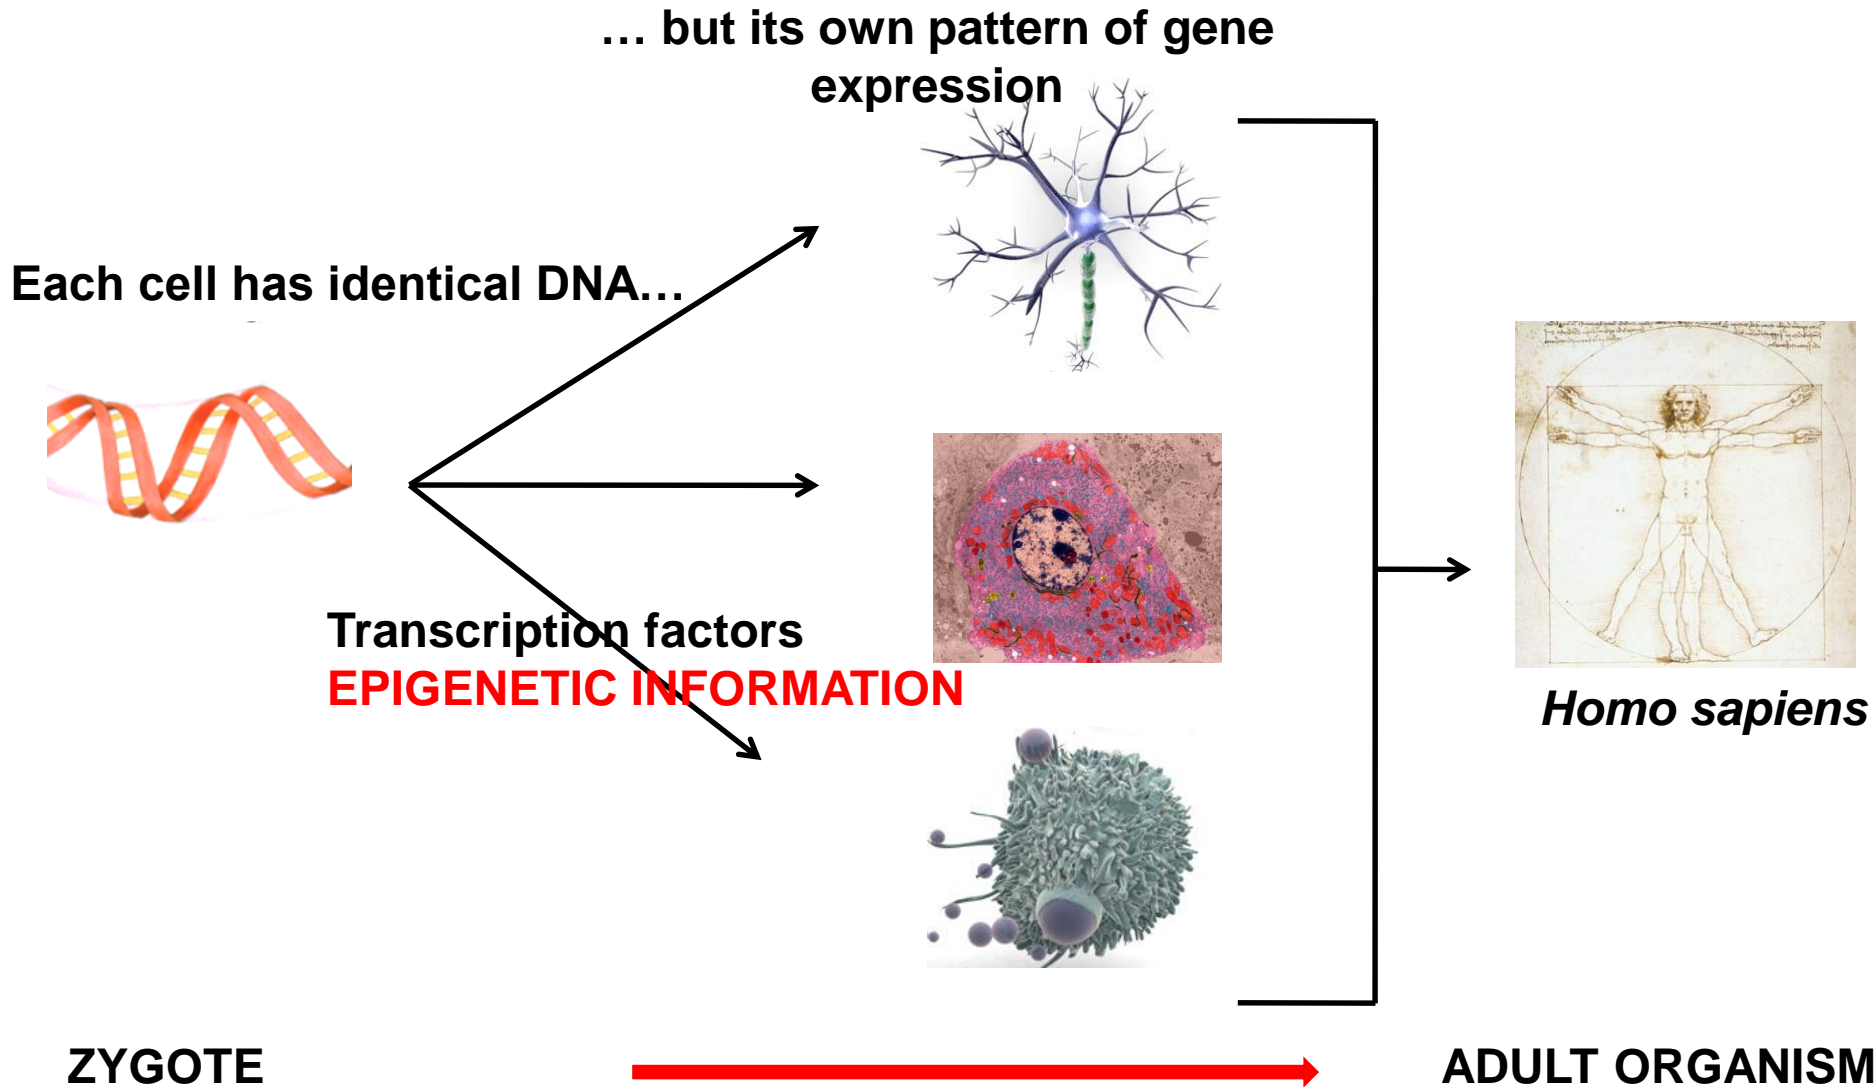 … but its own pattern of gene
expression
Each cell has identical DNA…
Transcription factors
EPIGENETIC INFORMATION
Homo sapiens
ZYGOTE
ADULT ORGANISM